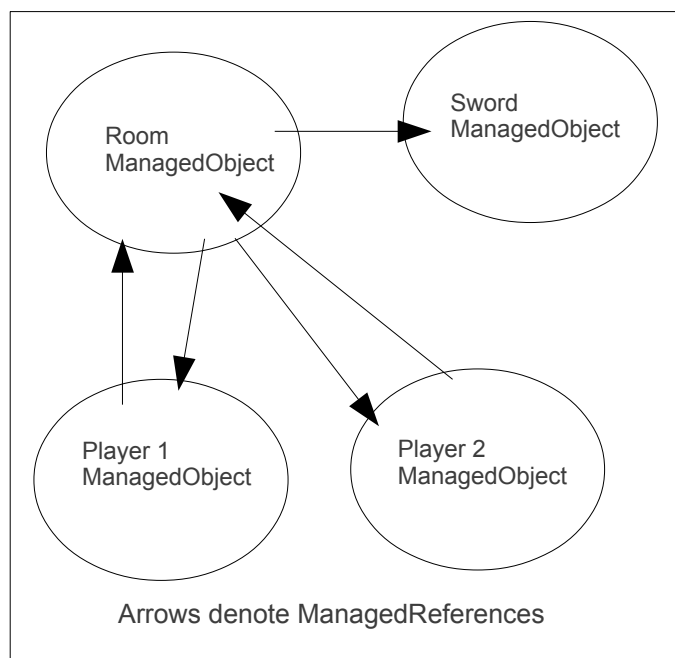 Room
ManagedObject
Sword
ManagedObject
Player 1
ManagedObject
Player 2
ManagedObject
Arrows denote ManagedReferences